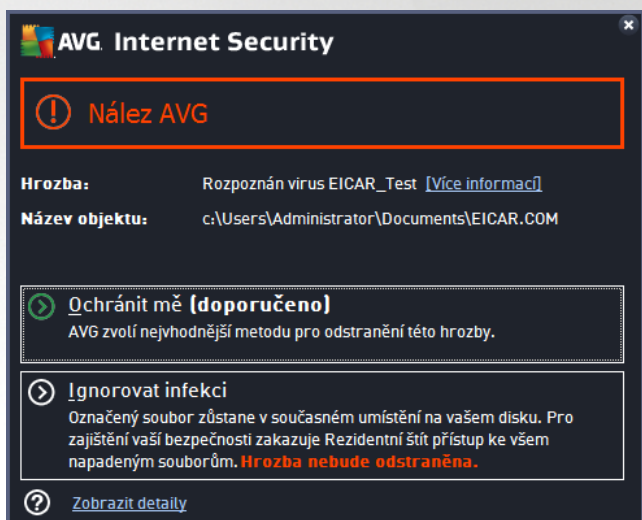 AVG. Internet Security
Nález AVG
Hrozba: Rozpoznán virus EICAR_Test [Více informací]
Název objektu: c:\Users\Administrator\Documents\EICAR.COM
Ochránit mě (doporučeno)
AVG zvolí nejvhodnější metodu pro odstranění této hrozby.
Ignorovat infekci
Označený soubor zůstane v současném umístění na vašem disku. Pro
zajištění vaší bezpečnosti zakazuje Rezidentní štít přístup ke všem
napadeným souborům. Hrozba nebude odstraněna.
Zobrazit detaily